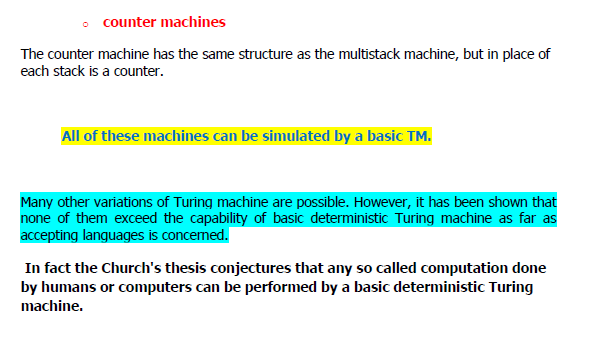 ○ counter machines
The counter machine has the same structure as the multistack machine, but in place of
each stack is a counter.
All of these machines can be simulated by a basic TM.
Many other variations of Turing machine are possible. However, it has been shown that
none of them exceed the capability of basic deterministic Turing machine as far as
accepting languages is concerned.
In fact the Church's thesis conjectures that any so called computation done
by humans or computers can be performed by a basic deterministic Turing
machine.